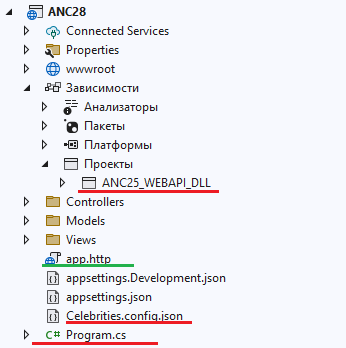 ANC28
Connected Services
Properties
wwwroot
Зависимости
Анализаторы
Пакеты
Платформы
Проекты
ANC25_WEBAPI_DLL
Controllers
Models
Views
app.http
appsettings.Development.json
appsettings.json
Celebrities.config.json
C# Program.cs